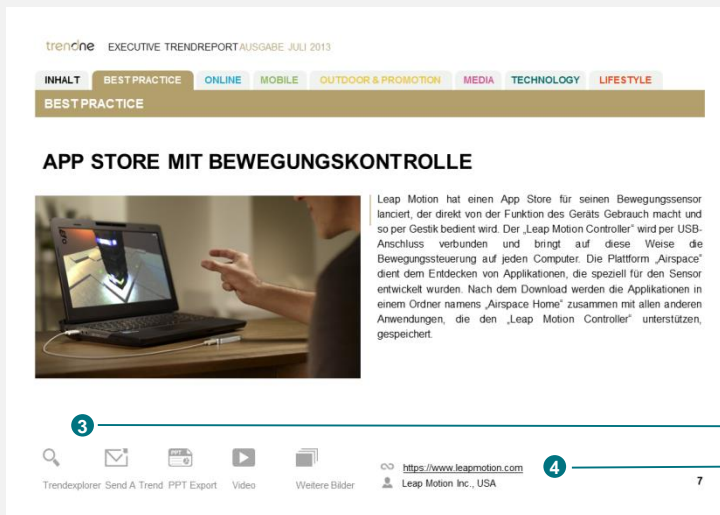 trendone EXECUTIVE TRENDREPORT AUSGABE JULI 2013
INHALT BEST PRACTICE ONLINE MOBILE OUTDOOR & PROMOTION MEDIA TECHNOLOGY LIFESTYLE
BEST PRACTICE
APP STORE MIT BEWEGUNGSKONTROLLE
Leap Motion hat einen App Store für seinen Bewegungssensor
lanciert, der direkt von der Funktion des Geräts Gebrauch macht und
so per Gestik bedient wird. Der „Leap Motion Controller“ wird per USB-
Anschluss verbunden und bringt auf diese Weise die
Bewegungssteuerung auf jeden Computer. Die Plattform „Airspace“
dient dem Entdecken von Applikationen, die speziell für den Sensor
entwickelt wurden. Nach dem Download werden die Applikationen in
einem Ordner namens „Airspace Home“ zusammen mit allen anderen
Anwendungen, die den „Leap Motion Controller“ unterstützen,
gespeichert.
3
PPT
Trendexplorer Send A Trend PPT Export Video Weitere Bilder
https://www.leapmotion.com
4
Leap Motion Inc., USA
7